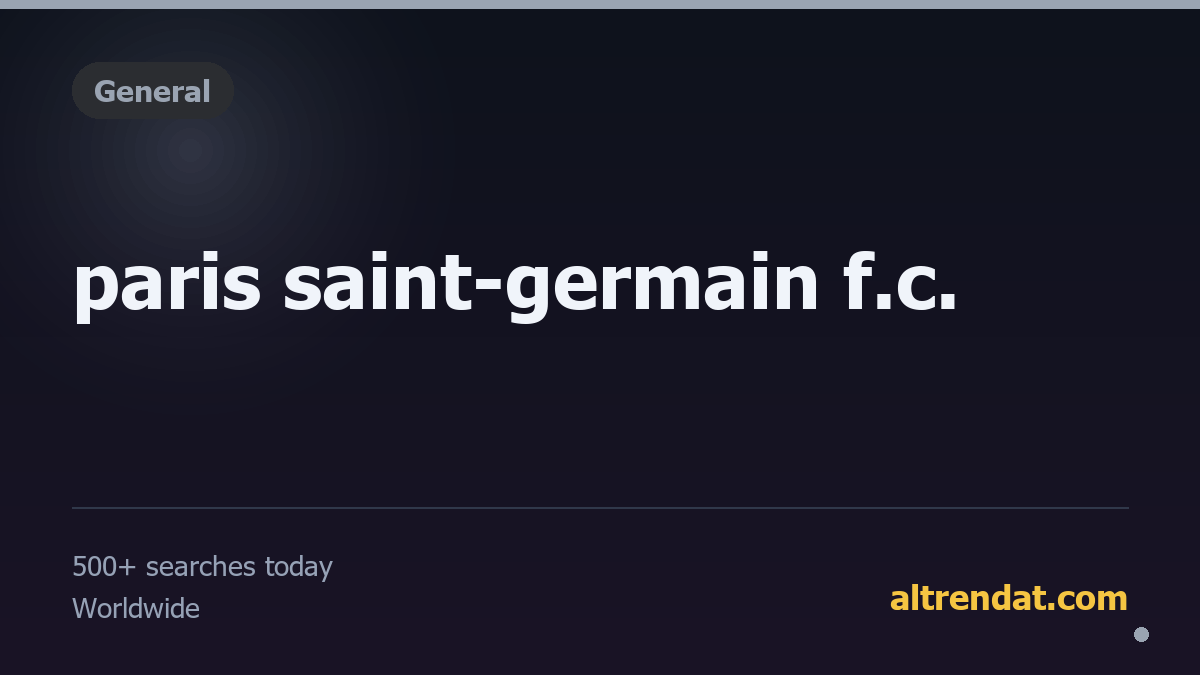 General
paris saint-germain f.c.
500+ searches today
Worldwide
altrendat.com